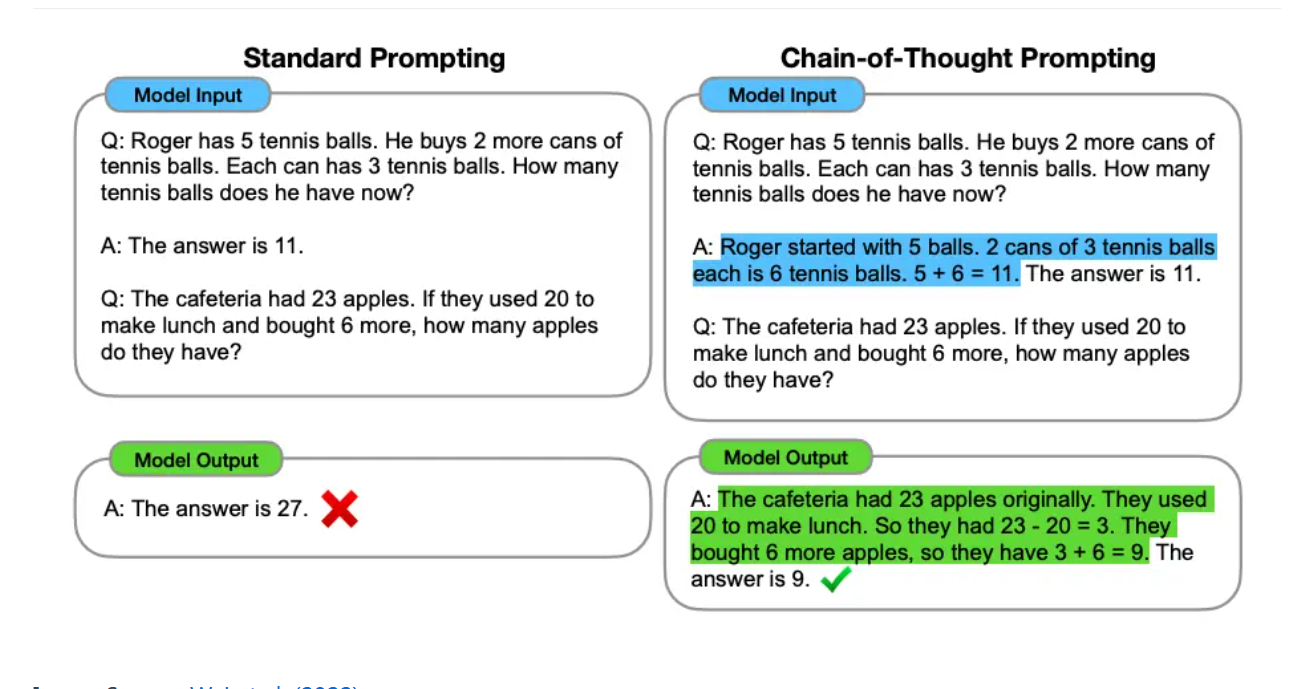 Standard Prompting
Model Input
Q: Roger has 5 tennis balls. He buys 2 more cans of
tennis balls. Each can has 3 tennis balls. How many
tennis balls does he have now?
A: The answer is 11.
Q: The cafeteria had 23 apples. If they used 20 to
make lunch and bought 6 more, how many apples
do they have?
Model Output
A: The answer is 27.
Chain-of-Thought Prompting
Model Input
Q: Roger has 5 tennis balls. He buys 2 more cans of
tennis balls. Each can has 3 tennis balls. How many
tennis balls does he have now?
A: Roger started with 5 balls. 2 cans of 3 tennis balls
each is 6 tennis balls. 5 + 6 = 11. The answer is 11.
Q: The cafeteria had 23 apples. If they used 20 to
make lunch and bought 6 more, how many apples
do they have?
Model Output
A: The cafeteria had 23 apples originally. They used
20 to make lunch. So they had 23 - 20 = 3. They
bought 6 more apples, so they have 3 + 6 = 9. The
answer is 9.